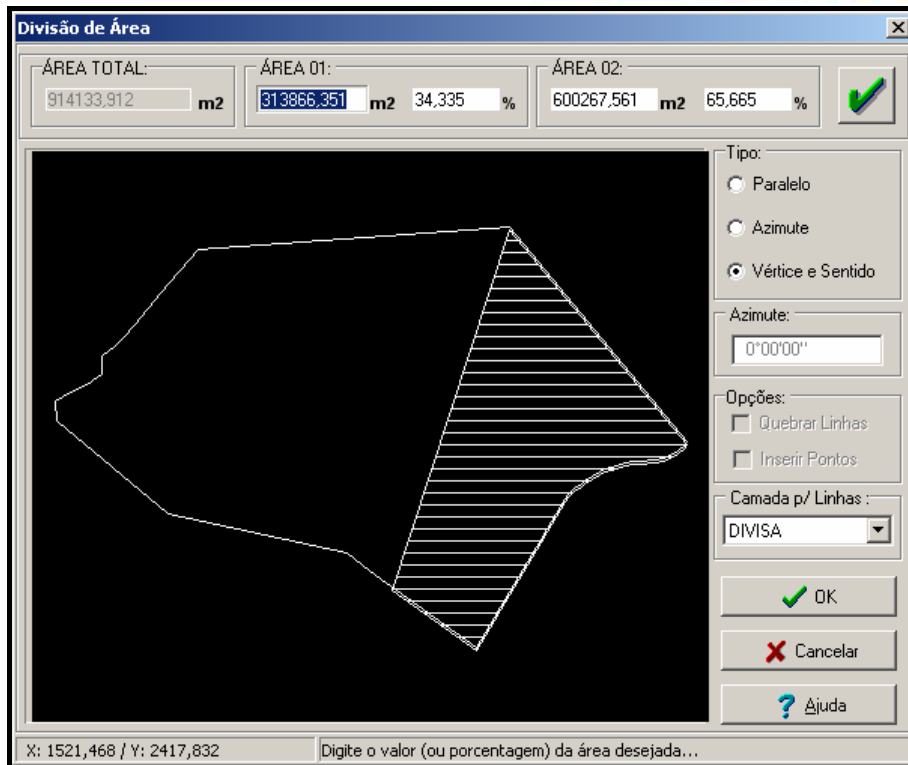 Divisão de Área
ÁREA TOTAL:
914133,912 m2
ÁREA 01:
313866,351 m2 34,335 %
ÁREA 02:
600267,561 m2 65,665 %
Tipo:
Paralelo
Azimute
Vértice e Sentido
Azimute:
0°00'00"
Opções:
Quebrar Linhas
Inserir Pontos
Camada p/ Linhas :
DIVISA
OK
Cancelar
Ajuda
X: 1521,468 / Y: 2417,832
Digite o valor (ou porcentagem) da área desejada...